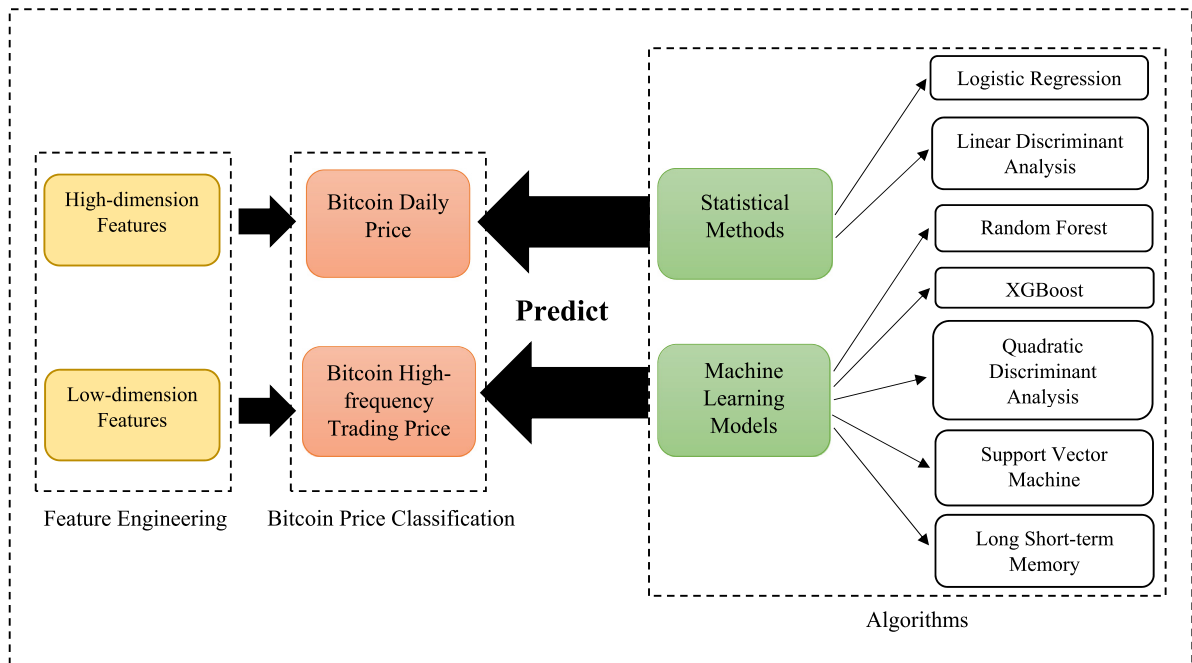 High-dimension
Features
Low-dimension
Features
Feature Engineering
Bitcoin Daily
Price
Bitcoin High-
frequency
Trading Price
Bitcoin Price Classification
Predict
Statistical
Methods
Machine
Learning
Models
Logistic Regression
Linear Discriminant
Analysis
Random Forest
XGBoost
Quadratic
Discriminant
Analysis
Support Vector
Machine
Long Short-term
Memory
Algorithms